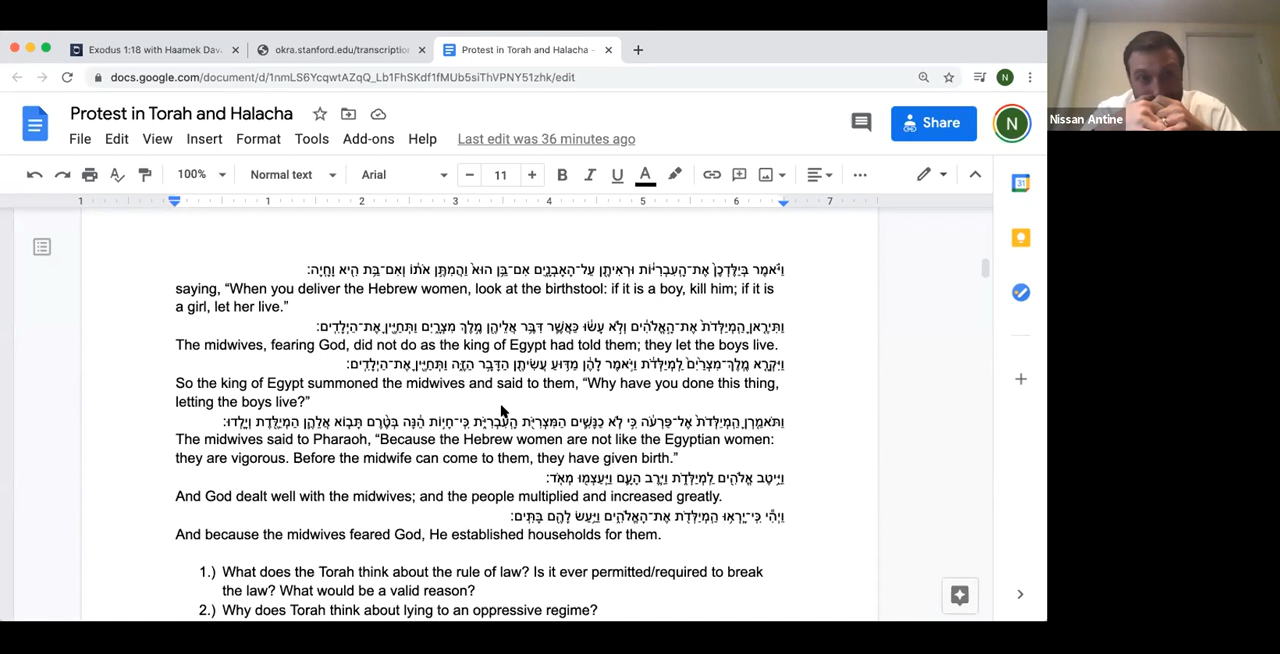 Exodus 1:18 with Haamek Dav
okra.stanford.edu/transcription
Protest in Torah and Halacha -
docs.google.com/document/d/1nmLS6YcqwtAZqQ_Lb1FhSKdf1fMUb5siThVPNY51zhk/edit
N
Nissan Antine
Protest in Torah and Halacha
Share
N
File Edit View Insert Format Tools Add-ons Help Last edit was 36 minutes ago
100% Normal text Arial 11 B I U A
31
1 1 2 3 4 5 6 7
וַיֹּ֗אמֶר בְּיַלֶּדְכֶן֙ אֶת־הָֽעִבְרִיּ֔וֹת וּרְאִיתֶ֖ן עַל־הָאׇבְנָ֑יִם אִם־בֵּ֥ן הוּא֙ וַהֲמִתֶּ֣ן אֹת֔וֹ וְאִם־בַּ֥ת הִ֖יא וָחָֽיָה׃
saying, “When you deliver the Hebrew women, look at the birthstool: if it is a boy, kill him; if it is
a girl, let her live.”
וַתִּירֶ֤אןָ הַֽמְיַלְּדֹת֙ אֶת־הָ֣אֱלֹהִ֔ים וְלֹ֣א עָשׂ֔וּ כַּאֲשֶׁ֛ר דִּבֶּ֥ר אֲלֵיהֶ֖ן מֶ֣לֶךְ מִצְרָ֑יִם וַתְּחַיֶּ֖יןָ אֶת־הַיְלָדִֽים׃
The midwives, fearing God, did not do as the king of Egypt had told them; they let the boys live.
וַיִּקְרָ֤א מֶֽלֶךְ־מִצְרַ֙יִם֙ לַֽמְיַלְּדֹ֔ת וַיֹּ֣אמֶר לָהֶ֔ן מַדּ֥וּעַ עֲשִׂיתֶ֖ן הַדָּבָ֣ר הַזֶּ֑ה וַתְּחַיֶּ֖יןָ אֶת־הַיְלָדִֽים׃
So the king of Egypt summoned the midwives and said to them, “Why have you done this thing,
letting the boys live?”
וַתֹּאמַ֤רְןָ הַֽמְיַלְּדֹת֙ אֶל־פַּרְעֹ֔ה כִּ֣י לֹ֧א כַנָּשִׁ֛ים הַמִּצְרִיֹּ֖ת הָֽעִבְרִיֹּ֑ת כִּֽי־חָי֣וֹת הֵ֔נָּה בְּטֶ֨רֶם תָּב֧וֹא אֲלֵהֶ֛ן הַמְיַלֶּ֖דֶת וְיָלָֽדוּ׃
The midwives said to Pharaoh, “Because the Hebrew women are not like the Egyptian women:
they are vigorous. Before the midwife can come to them, they have given birth.”
וַיֵּ֥יטֶב אֱלֹהִ֖ים לַֽמְיַלְּדֹ֑ת וַיִּ֧רֶב הָעָ֛ם וַיַּֽעַצְמ֖וּ מְאֹֽד׃
And God dealt well with the midwives; and the people multiplied and increased greatly.
וַיְהִ֕י כִּֽי־יָֽרְא֥וּ הַֽמְיַלְּדֹ֖ת אֶת־הָאֱלֹהִ֑ים וַיַּ֥עַשׂ לָהֶ֖ם בָּתִּֽים׃
And because the midwives feared God, He established households for them.
1.) What does the Torah think about the rule of law? Is it ever permitted/required to break
the law? What would be a valid reason?
2.) Why does Torah think about lying to an oppressive regime?